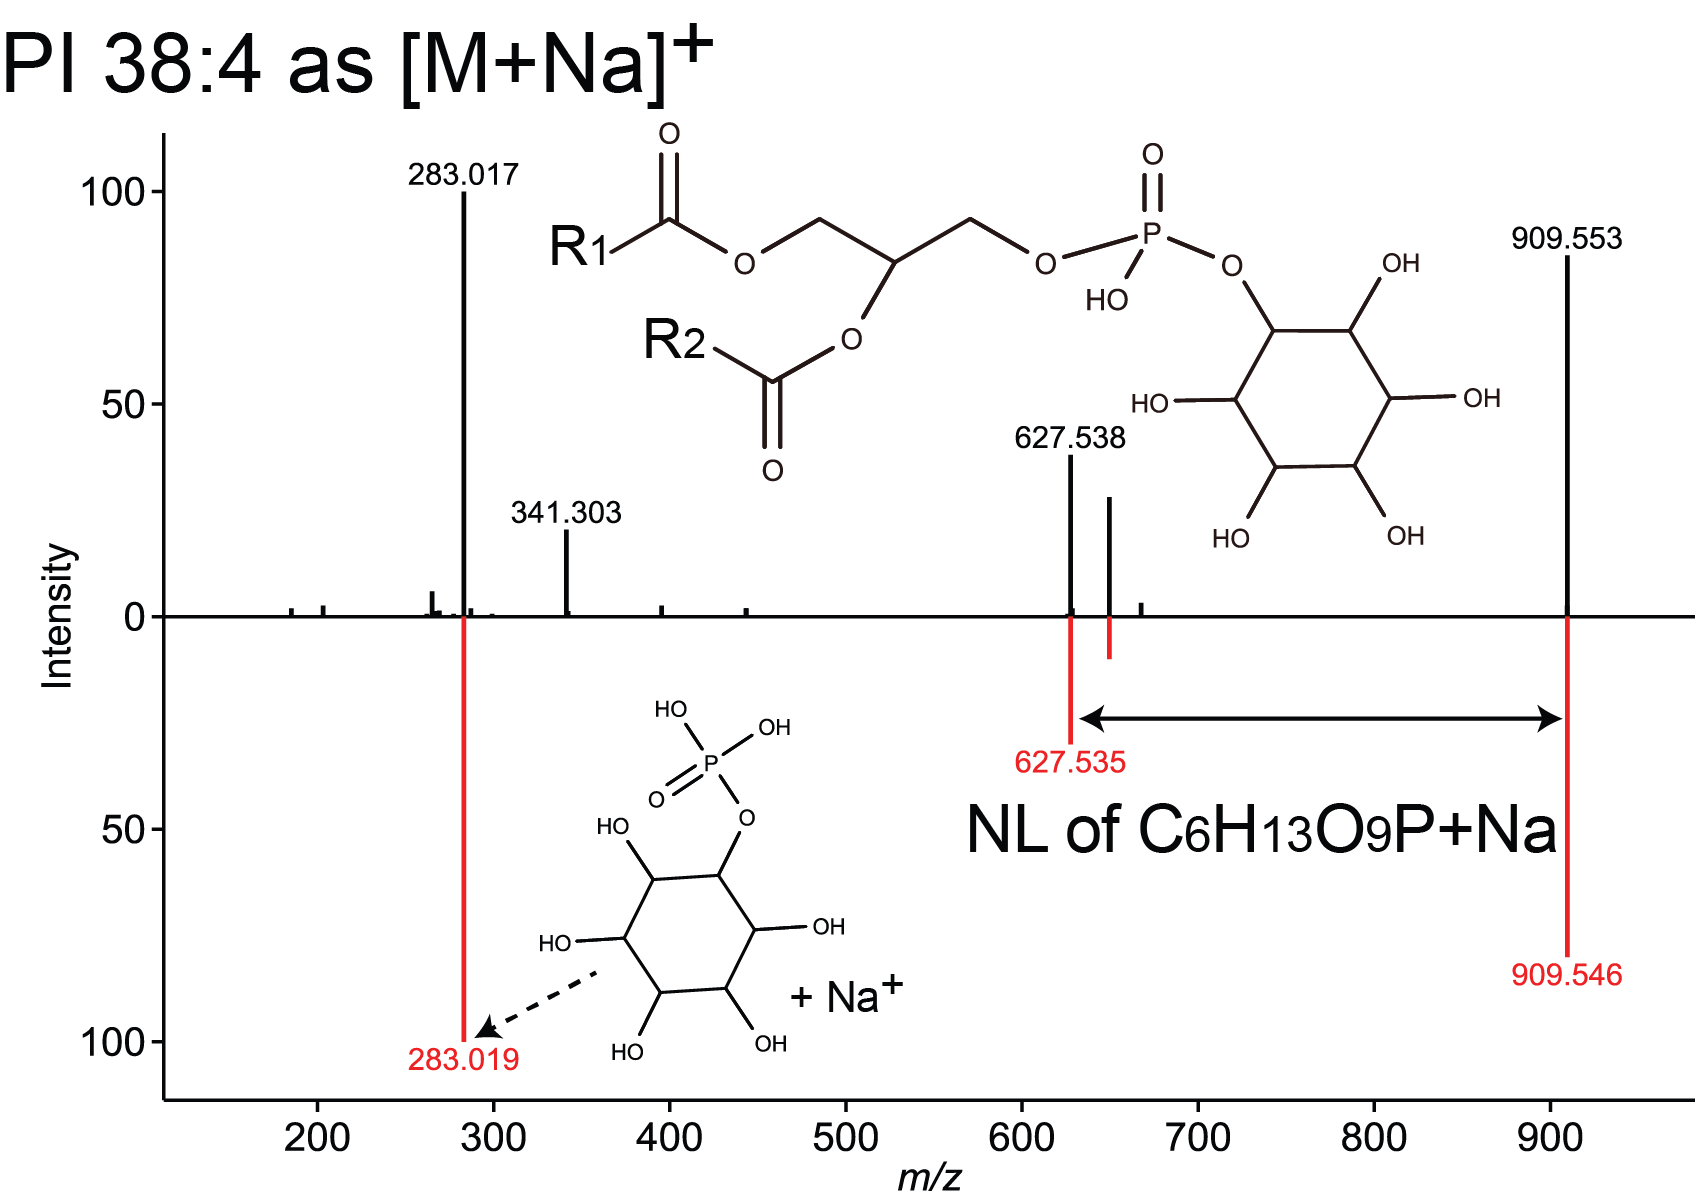 PI 38:4 as [M+Na]+
283.017
341.303
627.538
909.553
O
R1
O
R2
O
O
O
P
O
HO
O
OH
OH
OH
HO
HO
100
50
0
50
100
Intensity
283.019
627.535
909.546
NL of C6H13O9P+Na
HO
OH
P
O
O
HO
HO
OH
HO
OH
+ Na+
200 300 400 500 600 700 800 900
m/z